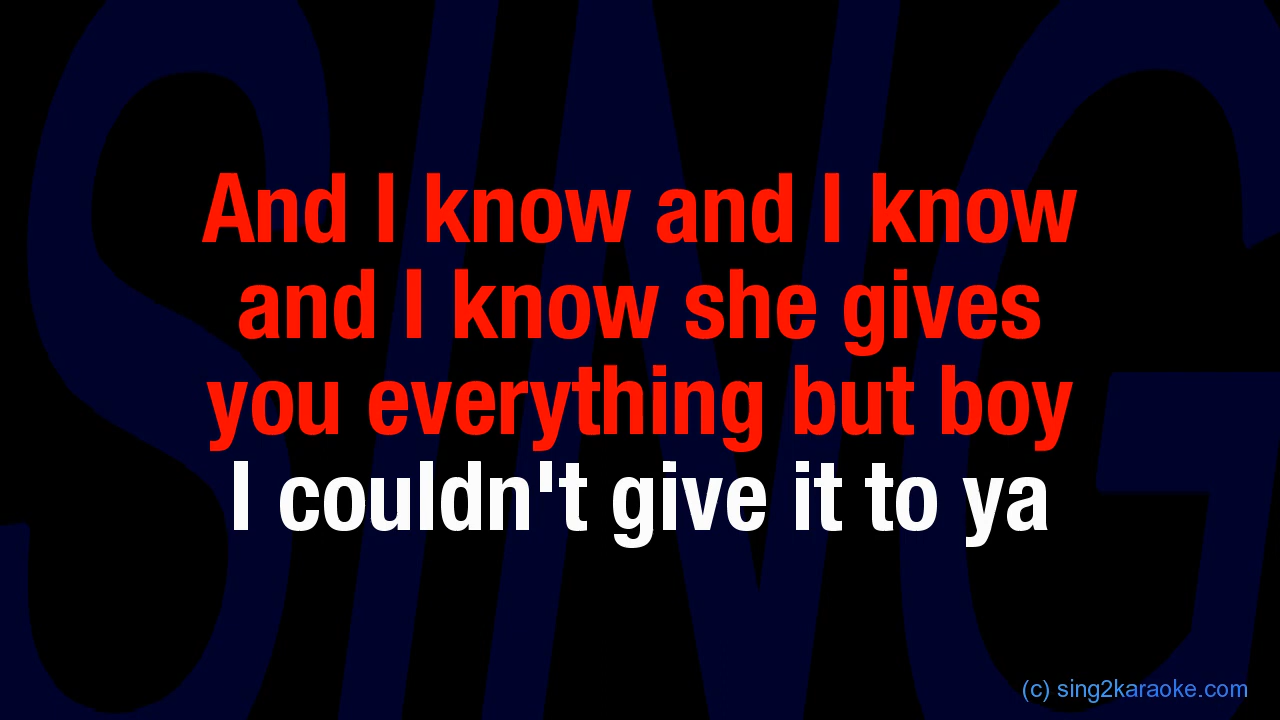 SING
And I know and I know
and I know she gives
you everything but boy
I couldn't give it to ya
(c) sing2karaoke.com